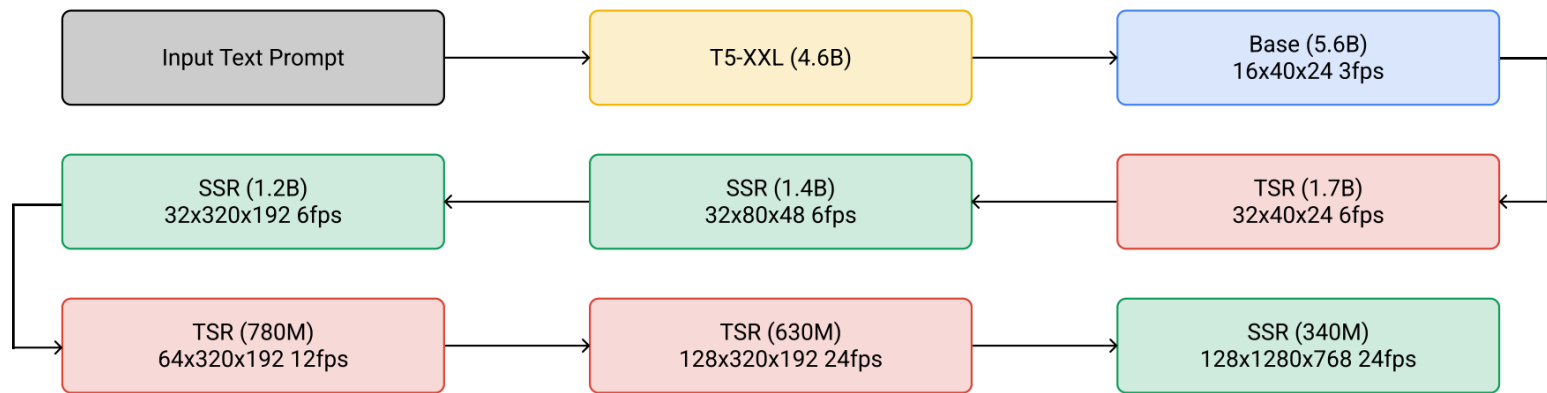 Input Text Prompt
T5-XXL (4.6B)
Base (5.6B)
16x40x24 3fps
SSR (1.2B)
32x320x192 6fps
SSR (1.4B)
32x80x48 6fps
TSR (1.7B)
32x40x24 6fps
TSR (780M)
64x320x192 12fps
TSR (630M)
128x320x192 24fps
SSR (340M)
128x1280x768 24fps